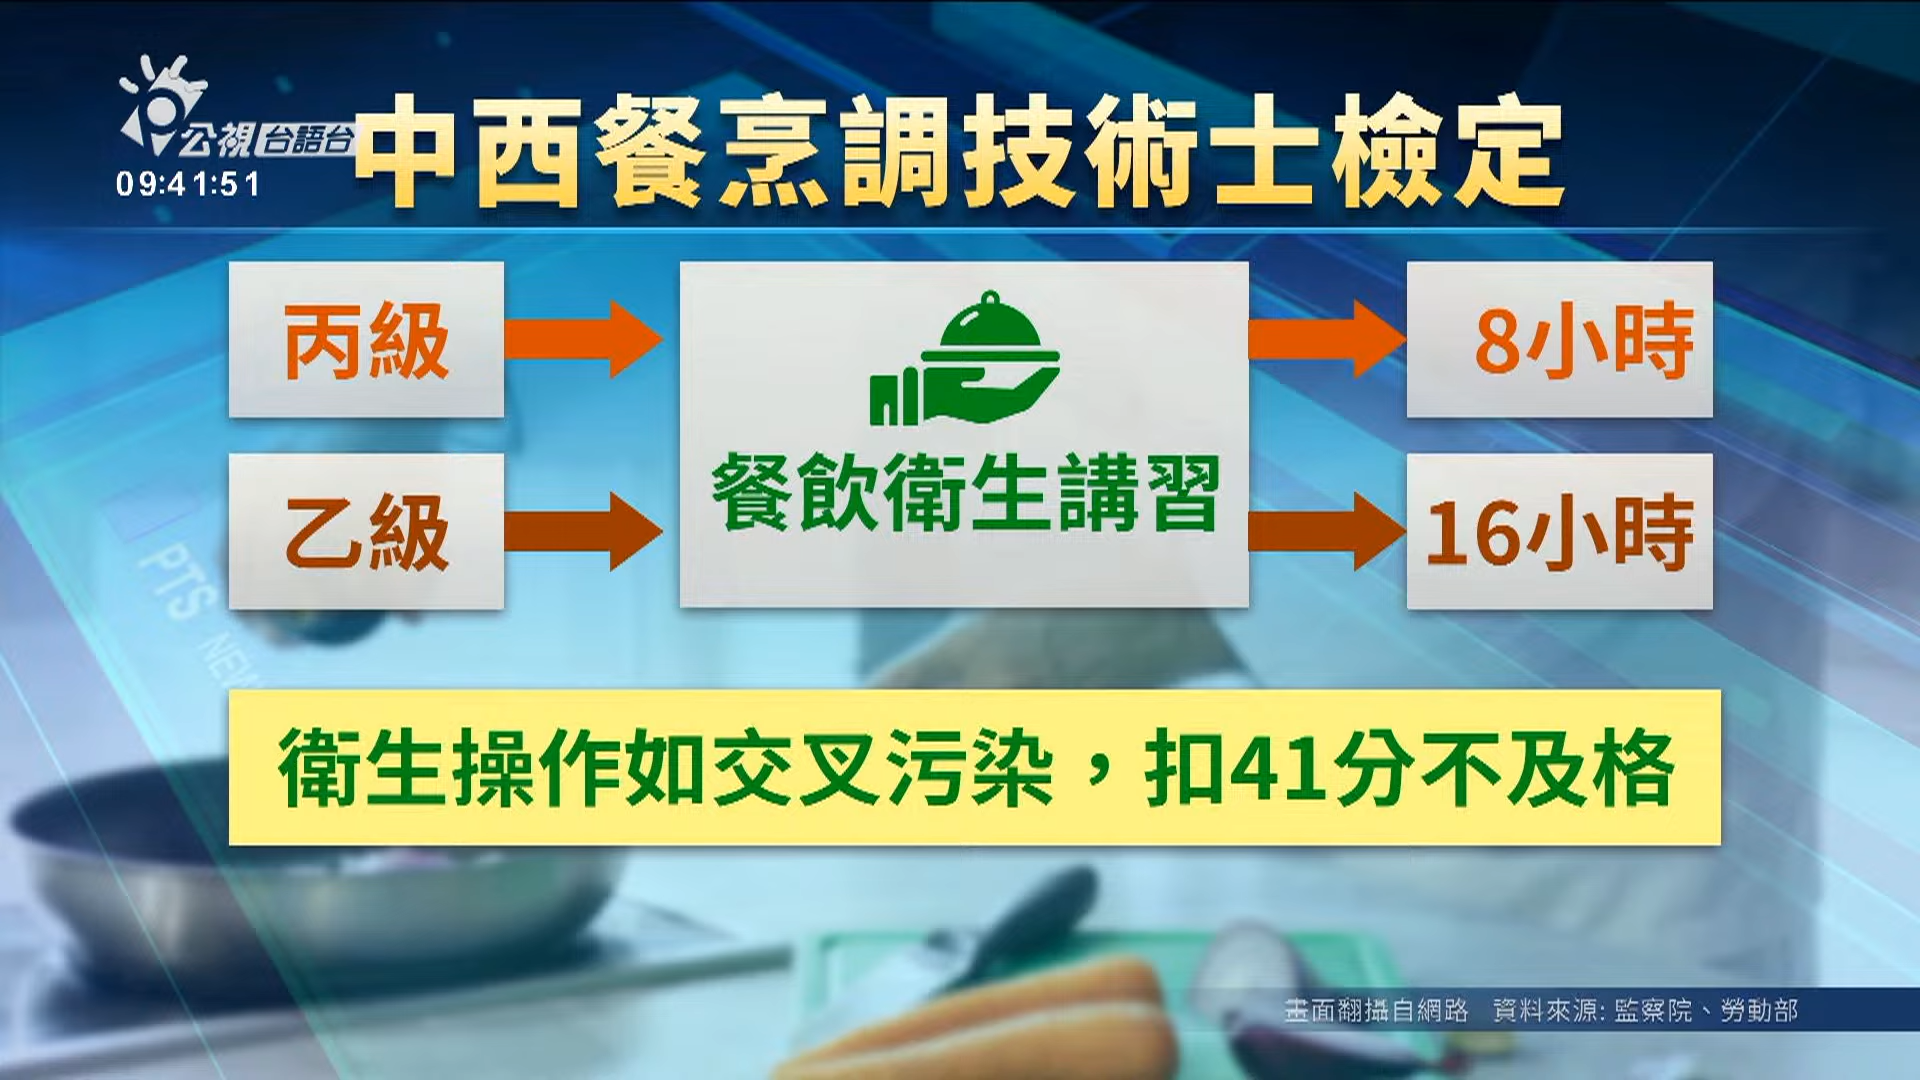 公視台語台
09:41:51
中西餐烹調技術士檢定
丙級
8小時
餐飲衛生講習
乙級
16小時
衛生操作如交叉污染，扣41分不及格
PTS NEW
畫面翻攝自網路 資料來源: 監察院、勞動部